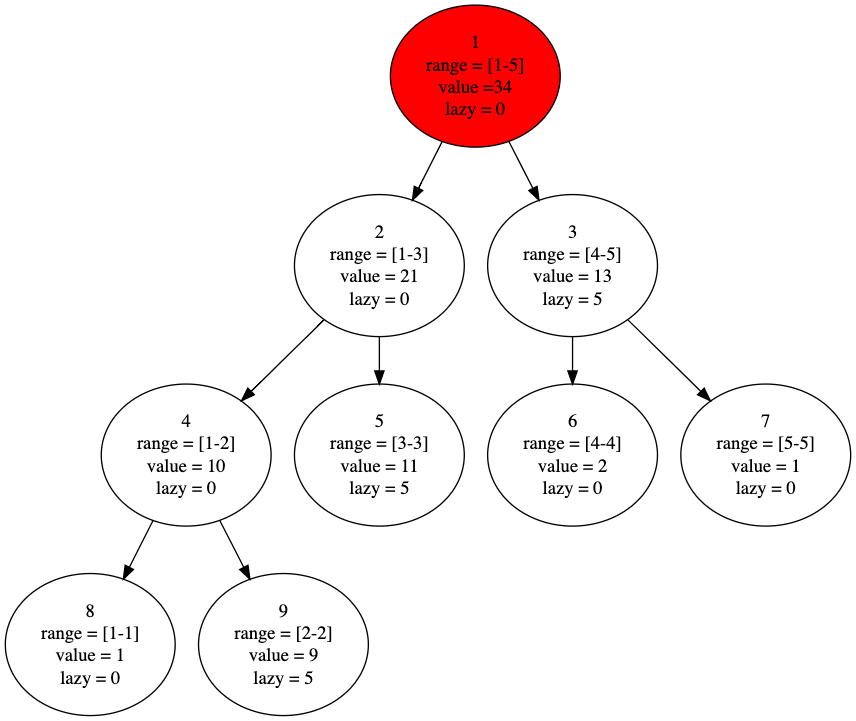 1
range = [1-5]
value =34
lazy = 0
2
range = [1-3]
value = 21
lazy = 0
3
range = [4-5]
value = 13
lazy = 5
4
range = [1-2]
value = 10
lazy = 0
5
range = [3-3]
value = 11
lazy = 5
6
range = [4-4]
value = 2
lazy = 0
7
range = [5-5]
value = 1
lazy = 0
8
range = [1-1]
value = 1
lazy = 0
9
range = [2-2]
value = 9
lazy = 5